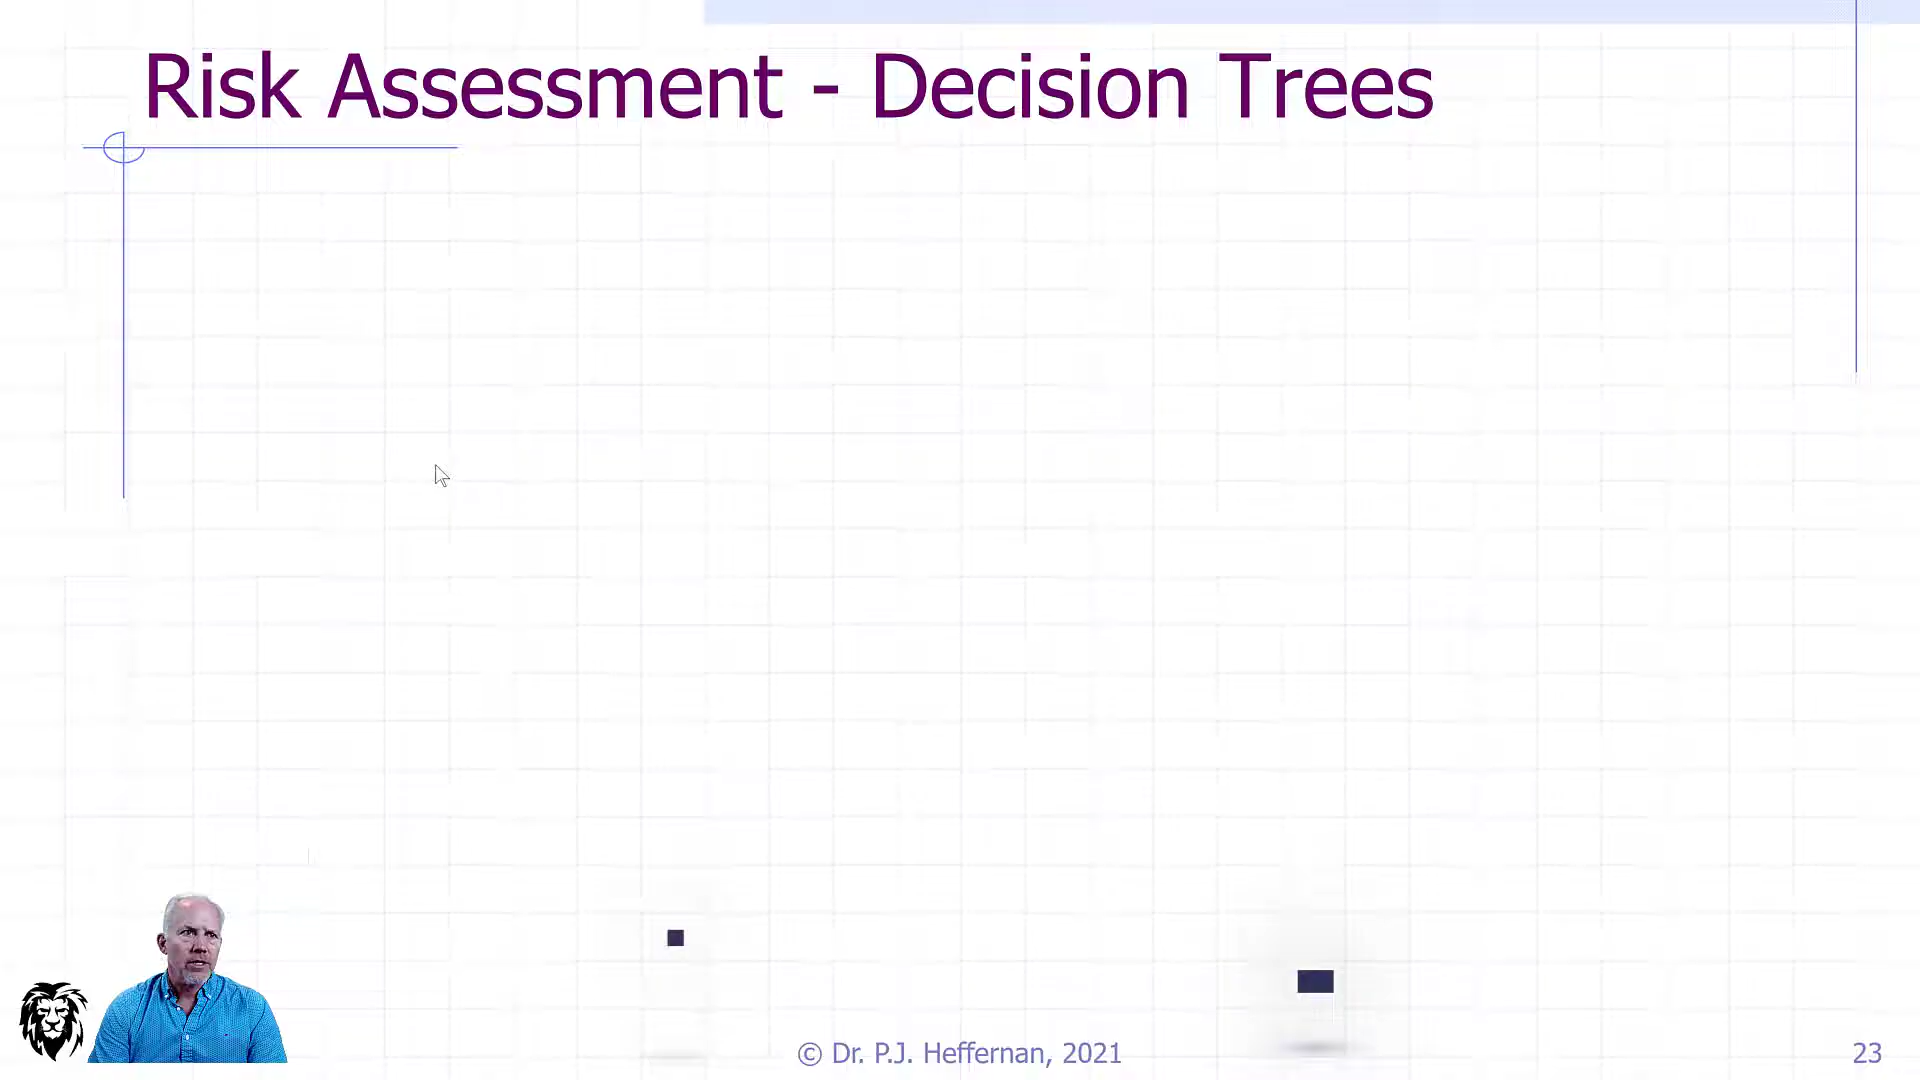 Risk Assessment - Decision Trees
© Dr. P.J. Heffernan, 2021
23